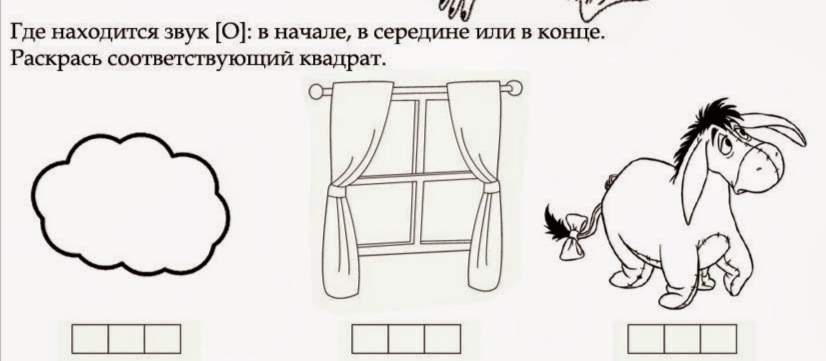 Где находится звук [О]: в начале, в середине или в конце.
Раскрась соответствующий квадрат.